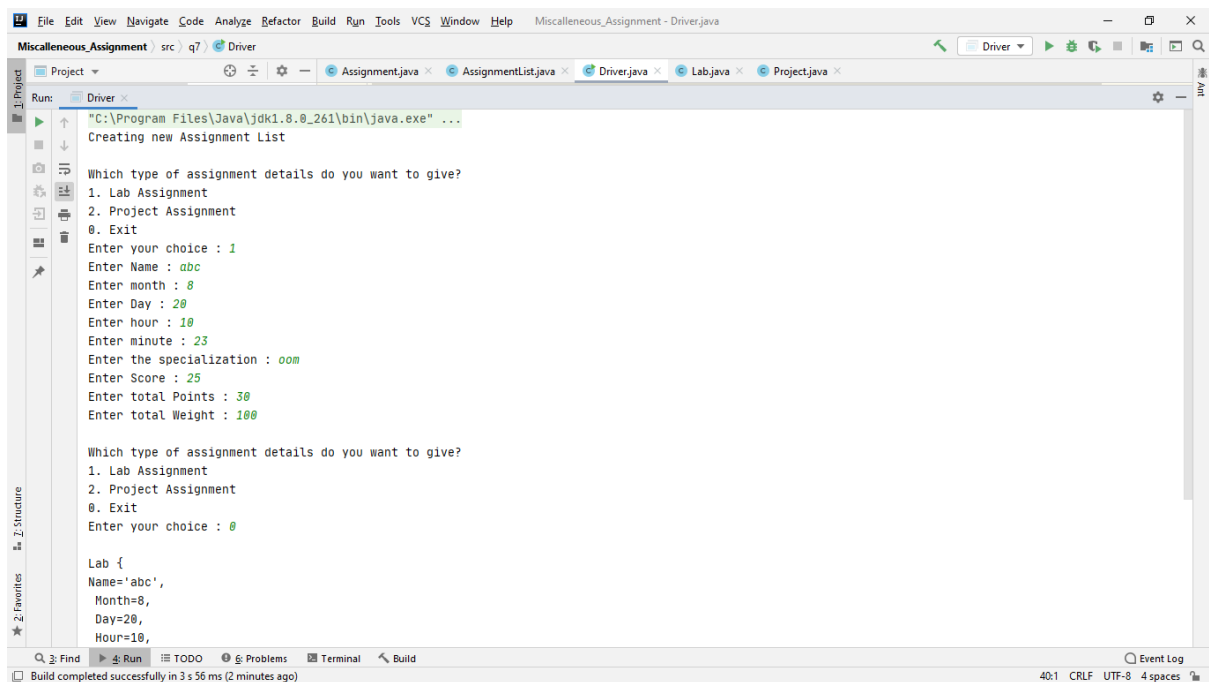 File Edit View Navigate Code Analyze Refactor Build Run Tools VCS Window Help Miscalleneous_Assignment - Driver.java
Miscalleneous_Assignment src q7 Driver Driver
Project Assignment.java AssignmentList.java Driver.java Lab.java Project.java
1: Project
Ant
Run: Driver
"C:\Program Files\Java\jdk1.8.0_261\bin\java.exe" ...
Creating new Assignment List
Which type of assignment details do you want to give?
1. Lab Assignment
2. Project Assignment
0. Exit
Enter your choice : 1
Enter Name : abc
Enter month : 8
Enter Day : 20
Enter hour : 10
Enter minute : 23
Enter the specialization : oom
Enter Score : 25
Enter total Points : 30
Enter total Weight : 100
Which type of assignment details do you want to give?
1. Lab Assignment
2. Project Assignment
0. Exit
Enter your choice : 0
Lab {
Name='abc',
Month=8,
Day=20,
Hour=10,
7: Structure
2: Favorites
3: Find 4: Run TODO 6: Problems Terminal Build Event Log
Build completed successfully in 3 s 56 ms (2 minutes ago) 40:1 CRLF UTF-8 4 spaces